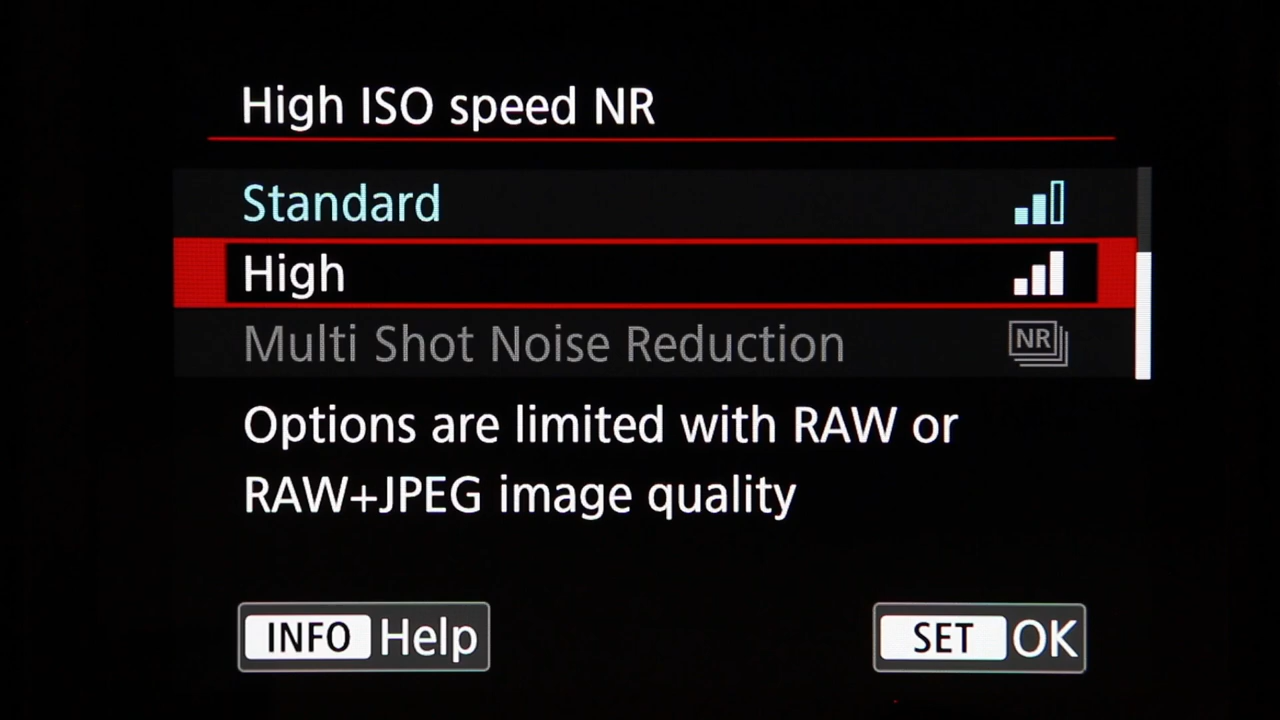 High ISO speed NR
Standard
High
Multi Shot Noise Reduction NR
Options are limited with RAW or
RAW+JPEG image quality
INFO Help SET OK